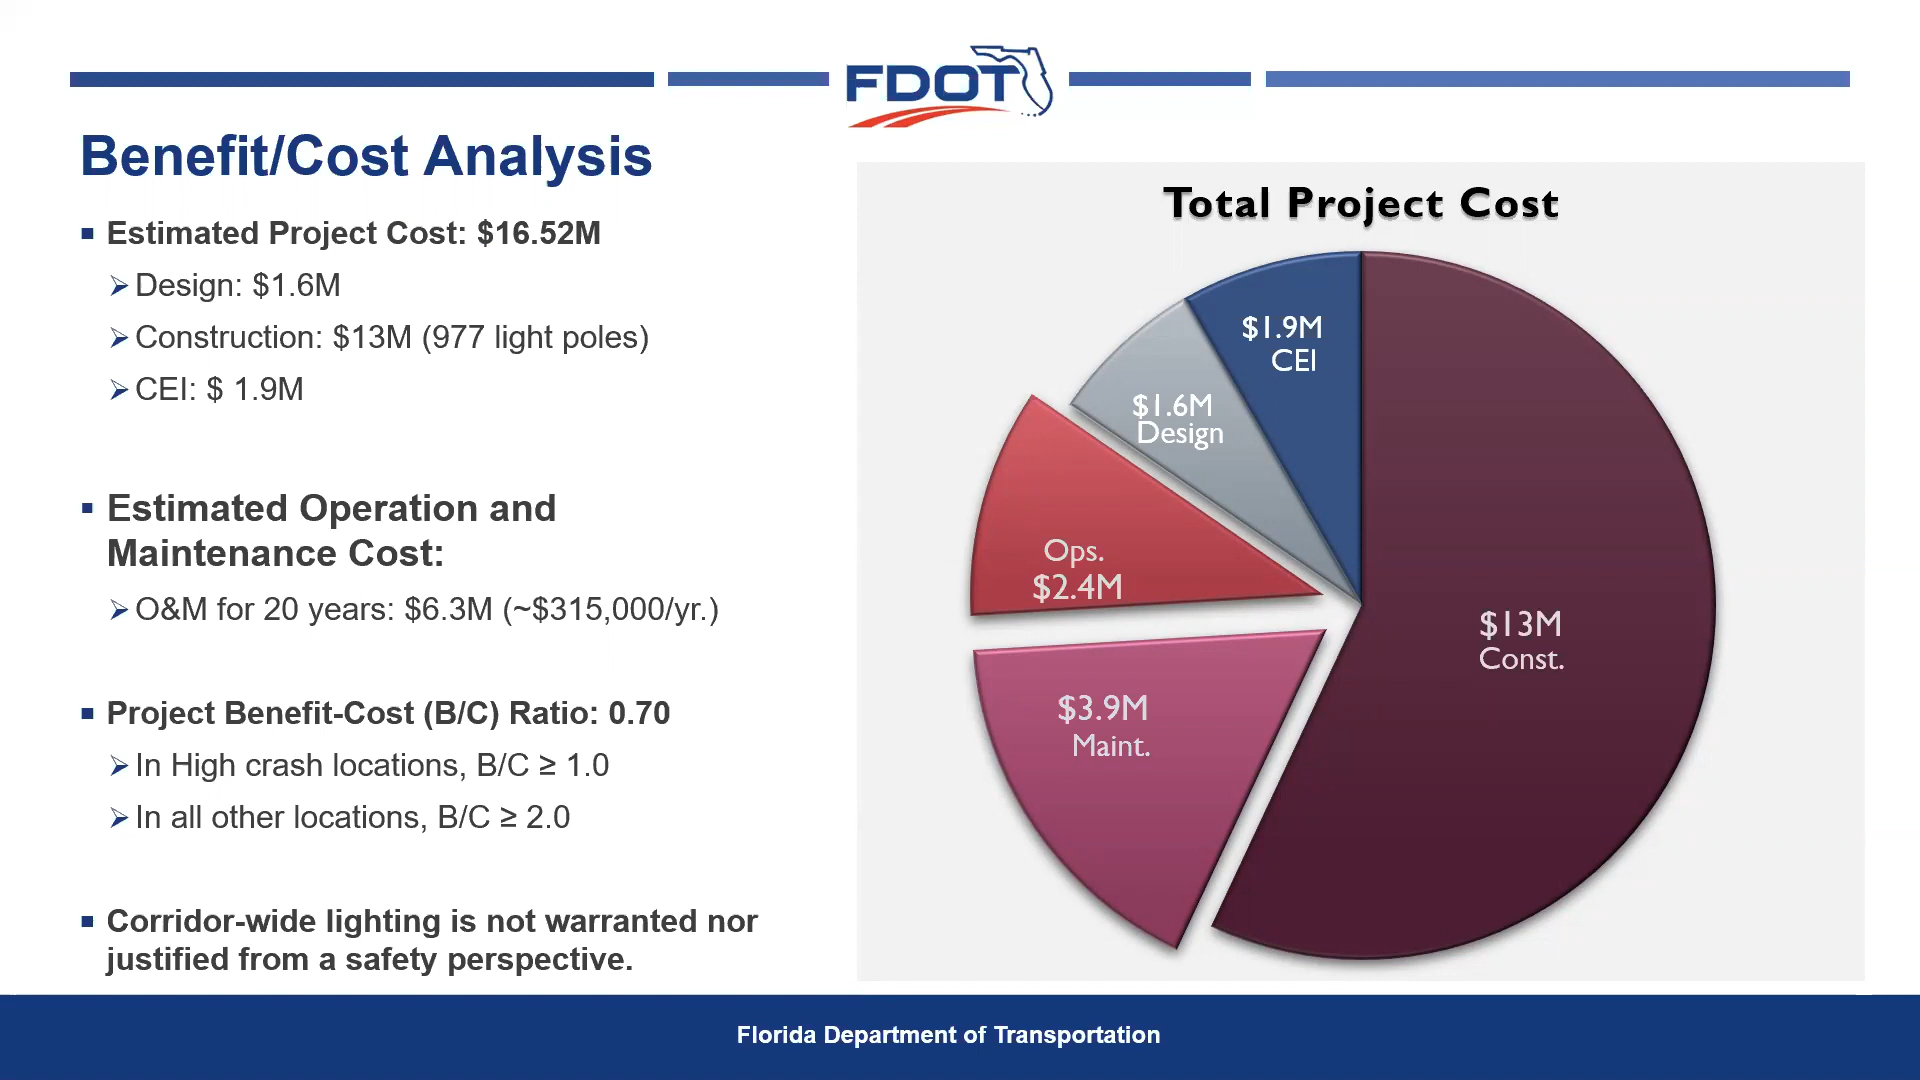 FDOT
Benefit/Cost Analysis
Estimated Project Cost: $16.52M
Design: $1.6M
Construction: $13M (977 light poles)
CEI: $ 1.9M
Estimated Operation and
Maintenance Cost:
O&M for 20 years: $6.3M (~$315,000/yr.)
Project Benefit-Cost (B/C) Ratio: 0.70
In High crash locations, B/C ≥ 1.0
In all other locations, B/C ≥ 2.0
Corridor-wide lighting is not warranted nor
justified from a safety perspective.
Total Project Cost
$1.9M
CEI
$1.6M
Design
Ops.
$2.4M
$13M
Const.
$3.9M
Maint.
Florida Department of Transportation